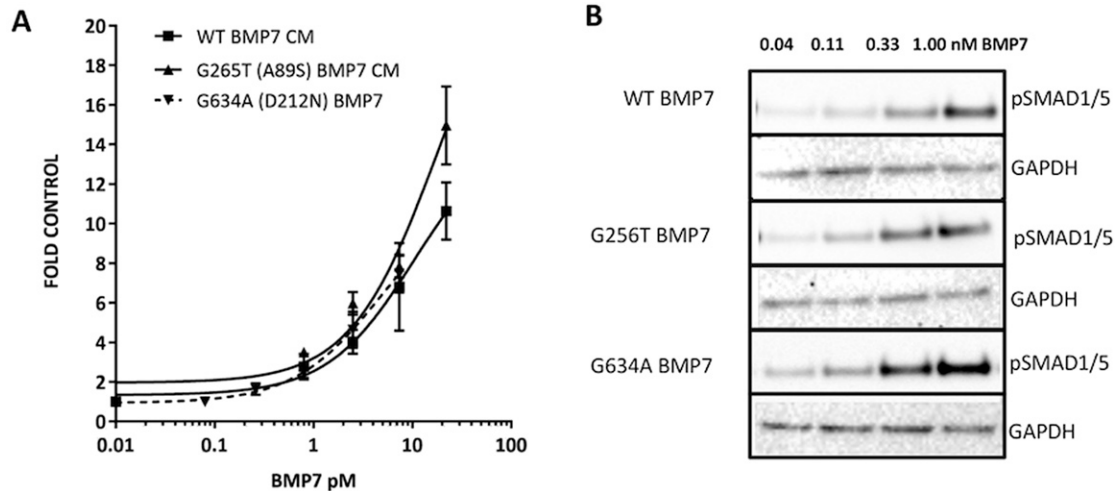 A
20
18
16
14
12
10
8
6
4
2
0
FOLD CONTROL
WT BMP7 CM
G265T (A89S) BMP7 CM
G634A (D212N) BMP7
0.01 0.1 1 10 100
BMP7 pM
B
0.04 0.11 0.33 1.00 nM BMP7
WT BMP7 pSMAD1/5
GAPDH
G256T BMP7 pSMAD1/5
GAPDH
G634A BMP7 pSMAD1/5
GAPDH